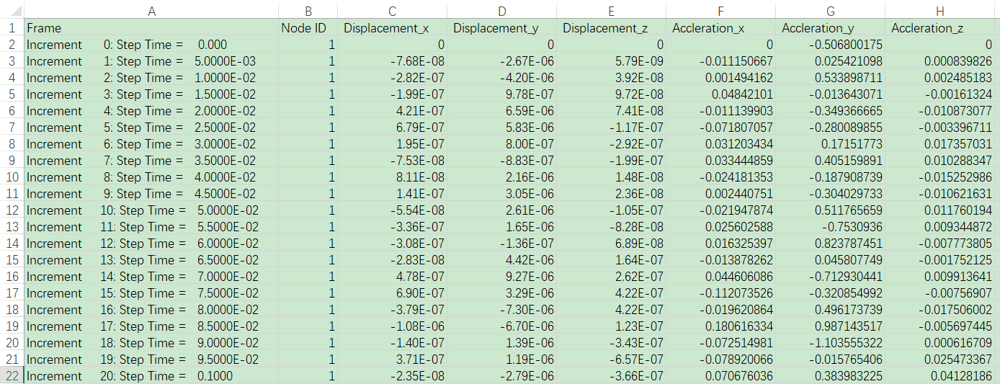 A B C D E F G H
1 Frame Node ID Displacement_x Displacement_y Displacement_z Accleration_x Accleration_y Accleration_z
2 Increment 0: Step Time = 0.000 1 0 0 0 0 -0.506800175 0
3 Increment 1: Step Time = 5.0000E-03 1 -7.68E-08 -2.67E-06 5.79E-09 -0.011150667 0.025421098 0.000839826
4 Increment 2: Step Time = 1.0000E-02 1 -2.82E-07 -4.20E-06 3.92E-08 0.001494162 0.533898711 0.002485183
5 Increment 3: Step Time = 1.5000E-02 1 -1.99E-07 9.78E-07 9.72E-08 0.04842101 -0.013643071 -0.00161324
6 Increment 4: Step Time = 2.0000E-02 1 4.21E-07 6.59E-06 7.41E-08 -0.011139903 -0.349366665 -0.010873077
7 Increment 5: Step Time = 2.5000E-02 1 6.79E-07 5.83E-06 -1.17E-07 -0.071807057 -0.280089855 -0.003396711
8 Increment 6: Step Time = 3.0000E-02 1 1.95E-07 8.00E-07 -2.92E-07 0.031203434 0.17151773 0.017357031
9 Increment 7: Step Time = 3.5000E-02 1 -7.53E-08 -8.83E-07 -1.99E-07 0.033444859 0.405159891 0.010288347
10 Increment 8: Step Time = 4.0000E-02 1 8.11E-08 2.16E-06 1.48E-08 -0.024181353 -0.187908739 -0.015252986
11 Increment 9: Step Time = 4.5000E-02 1 1.41E-07 3.05E-06 2.36E-08 0.002440751 -0.304029733 -0.010621631
12 Increment 10: Step Time = 5.0000E-02 1 -5.54E-08 2.61E-06 -1.05E-07 -0.021947874 0.511765659 0.011760194
13 Increment 11: Step Time = 5.5000E-02 1 -3.36E-07 1.65E-06 -8.28E-08 0.025602588 -0.7530936 0.009344872
14 Increment 12: Step Time = 6.0000E-02 1 -3.08E-07 -1.36E-07 6.89E-08 0.016325397 0.823787451 -0.007773805
15 Increment 13: Step Time = 6.5000E-02 1 -2.83E-08 4.42E-06 1.64E-07 -0.013878262 0.045807749 -0.001752125
16 Increment 14: Step Time = 7.0000E-02 1 4.78E-07 9.27E-06 2.62E-07 0.044606086 -0.712930441 0.009913641
17 Increment 15: Step Time = 7.5000E-02 1 6.90E-07 3.29E-06 4.22E-07 -0.112073526 -0.320854992 -0.00756907
18 Increment 16: Step Time = 8.0000E-02 1 -3.79E-07 -7.30E-06 4.22E-07 -0.019620864 0.496173739 -0.017506002
19 Increment 17: Step Time = 8.5000E-02 1 -1.08E-06 -6.70E-06 1.23E-07 0.180616334 0.987143517 -0.005697445
20 Increment 18: Step Time = 9.0000E-02 1 -1.40E-07 1.39E-06 -3.43E-07 -0.072514981 -1.103555322 0.000616709
21 Increment 19: Step Time = 9.5000E-02 1 3.71E-07 1.19E-06 -6.57E-07 -0.078920066 -0.015765406 0.025473367
22 Increment 20: Step Time = 0.1000 1 -2.35E-08 -2.79E-06 -3.66E-07 0.070676036 0.383983225 0.04128186